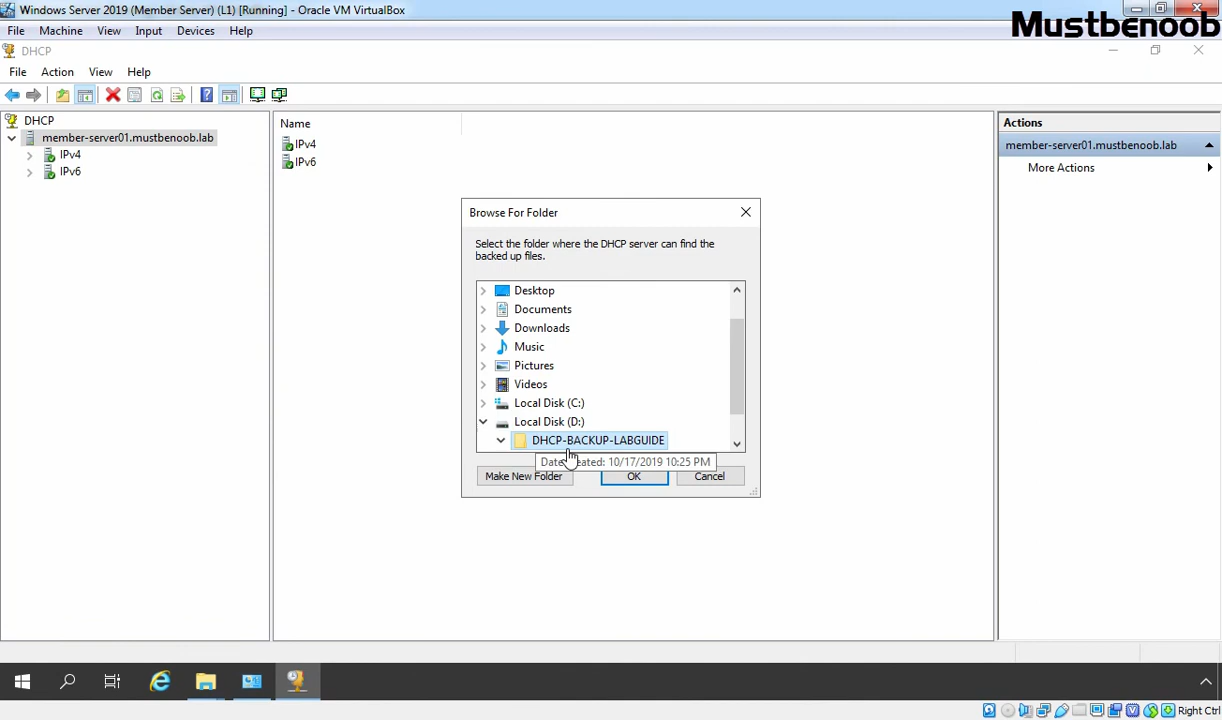 Windows Server 2019 (Member Server) (L1) [Running] - Oracle VM VirtualBox
Mustbenoob
File Machine View Input Devices Help
DHCP
File Action View Help
DHCP
member-server01.mustbenoob.lab
IPv4
IPv6
Name
IPv4
IPv6
Actions
member-server01.mustbenoob.lab
More Actions
Browse For Folder
Select the folder where the DHCP server can find the
backed up files.
Desktop
Documents
Downloads
Music
Pictures
Videos
Local Disk (C:)
Local Disk (D:)
DHCP-BACKUP-LABGUIDE
10/17/2019 10:25 PM
Make New Folder OK Cancel
Right Ctrl